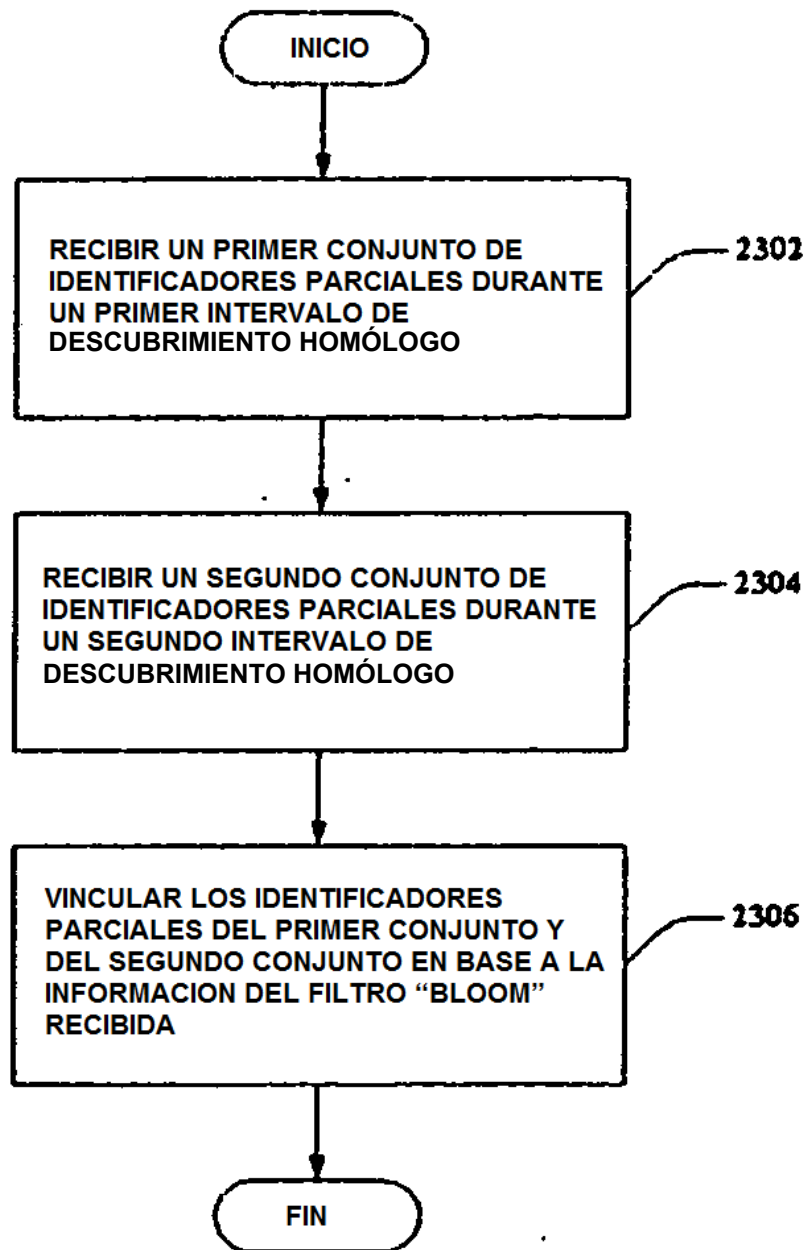 INICIO
RECIBIR UN PRIMER CONJUNTO DE
IDENTIFICADORES PARCIALES DURANTE
UN PRIMER INTERVALO DE
DESCUBRIMIENTO HOMÓLOGO
2302
RECIBIR UN SEGUNDO CONJUNTO DE
IDENTIFICADORES PARCIALES DURANTE
UN SEGUNDO INTERVALO DE
DESCUBRIMIENTO HOMÓLOGO
2304
VINCULAR LOS IDENTIFICADORES
PARCIALES DEL PRIMER CONJUNTO Y
DEL SEGUNDO CONJUNTO EN BASE A LA
INFORMACION DEL FILTRO “BLOOM”
RECIBIDA
2306
FIN